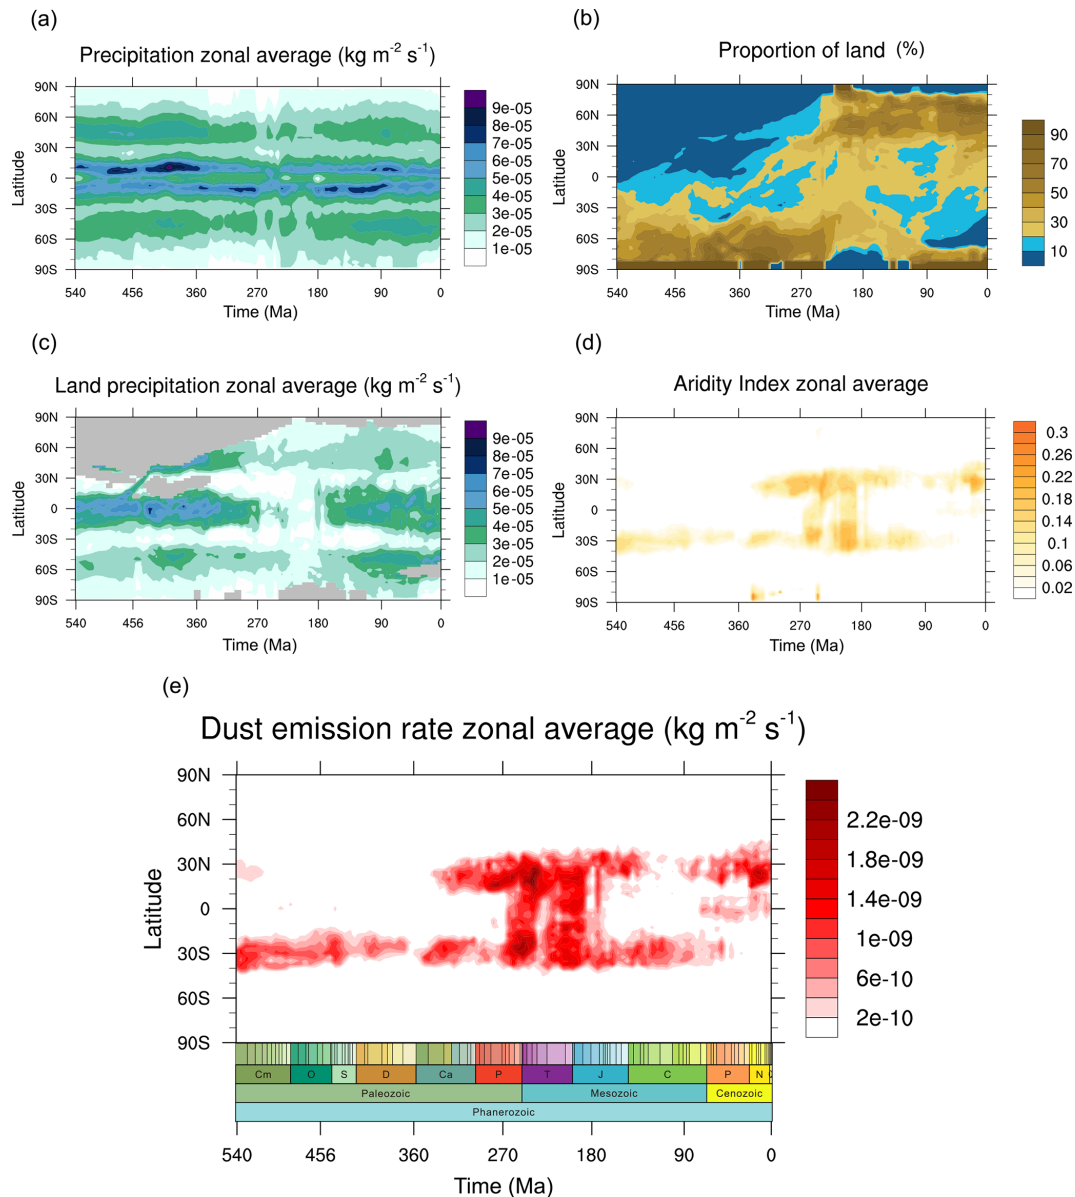 (a)
Precipitation zonal average (kg m-2 s-1)
90N
60N
30N
0
30S
60S
90S
Latitude
540 456 360 270 180 90 0
Time (Ma)
9e-05
8e-05
7e-05
6e-05
5e-05
4e-05
3e-05
2e-05
1e-05
(b)
Proportion of land (%)
90N
60N
30N
0
30S
60S
90S
Latitude
540 456 360 270 180 90 0
Time (Ma)
90
70
50
30
10
(c)
Land precipitation zonal average (kg m-2 s-1)
90N
60N
30N
0
30S
60S
90S
Latitude
540 456 360 270 180 90 0
Time (Ma)
9e-05
8e-05
7e-05
6e-05
5e-05
4e-05
3e-05
2e-05
1e-05
(d)
Aridity Index zonal average
90N
60N
30N
0
30S
60S
90S
Latitude
540 456 360 270 180 90 0
Time (Ma)
0.3
0.26
0.22
0.18
0.14
0.1
0.06
0.02
(e)
Dust emission rate zonal average (kg m-2 s-1)
90N
60N
30N
0
30S
60S
90S
Latitude
2.2e-09
1.8e-09
1.4e-09
1e-09
6e-10
2e-10
Cm O S D Ca P T J C P N
Paleozoic Mesozoic Cenozoic
Phanerozoic
540 456 360 270 180 90 0
Time (Ma)